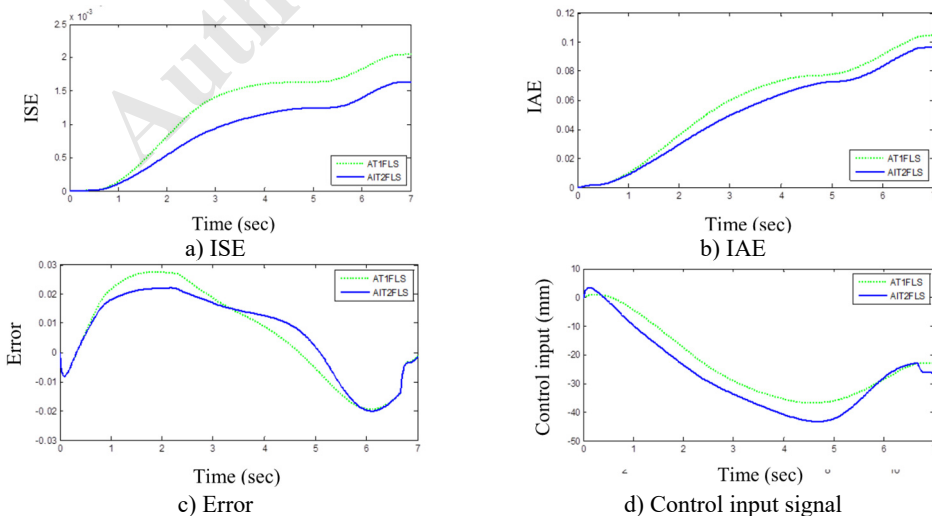 2.5 x 10⁻³
2
1.5
1
0.5
0
0 1 2 3 4 5 6 7
ISE
AT1FLS
AIT2FLS
Time (sec)
a) ISE
0.12
0.1
0.08
0.06
0.04
0.02
0
0 1 2 3 4 5 6
IAE
AT1FLS
AIT2FLS
Time (sec)
b) IAE
0.03
0.02
0.01
0
-0.01
-0.02
-0.03
0 1 2 3 4 5 6 7
Error
AT1FLS
AIT2FLS
Time (sec)
c) Error
10
0
-10
-20
-30
-40
-50
0 1 2 3 4 5 6
Control input (mm)
AT1FLS
AIT2FLS
Time (sec)
d) Control input signal
Auth